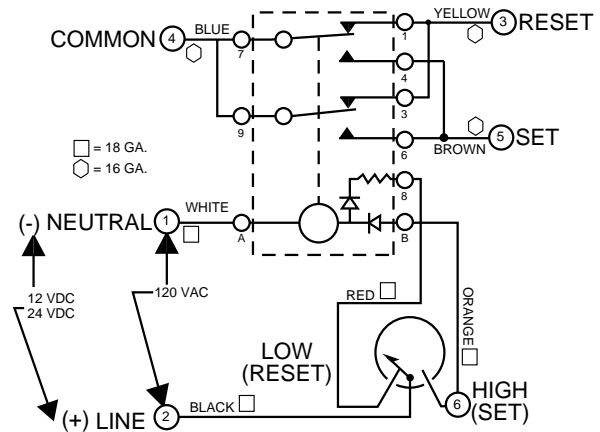 COMMON 4 BLUE 7 1 YELLOW 3 RESET
4
9 3
= 18 GA.
= 16 GA.
6 BROWN 5 SET
8
(-) NEUTRAL 1 WHITE A B
12 VDC
24 VDC
120 VAC
RED
ORANGE
LOW
(RESET)
HIGH
(SET)
6
(+) LINE 2 BLACK